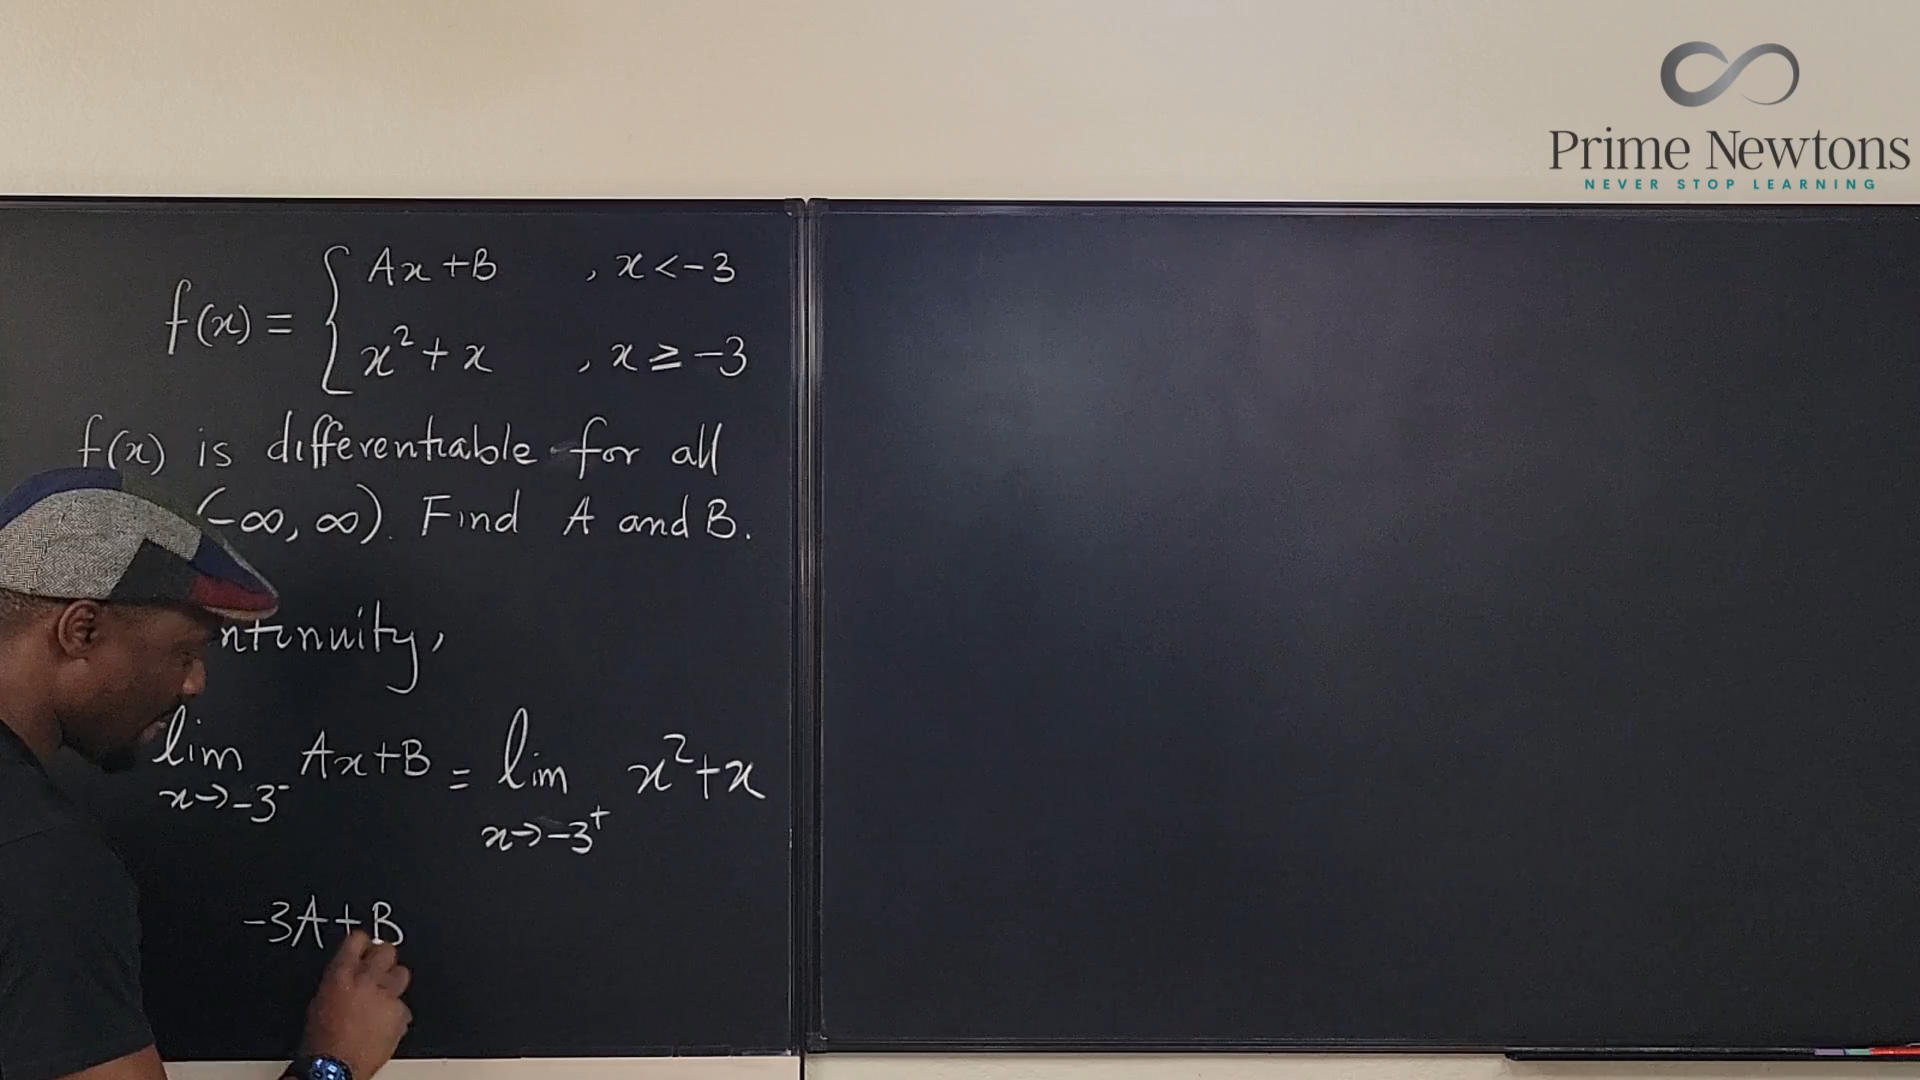 Prime Newtons
NEVER STOP LEARNING
f(x) = { Ax + B , x < -3
x² + x , x ≥ -3
f(x) is differentiable for all
(-∞, ∞). Find A and B.
ntinuity,
lim x→-3⁻ Ax+B = lim x→-3⁺ x²+x
-3A+B